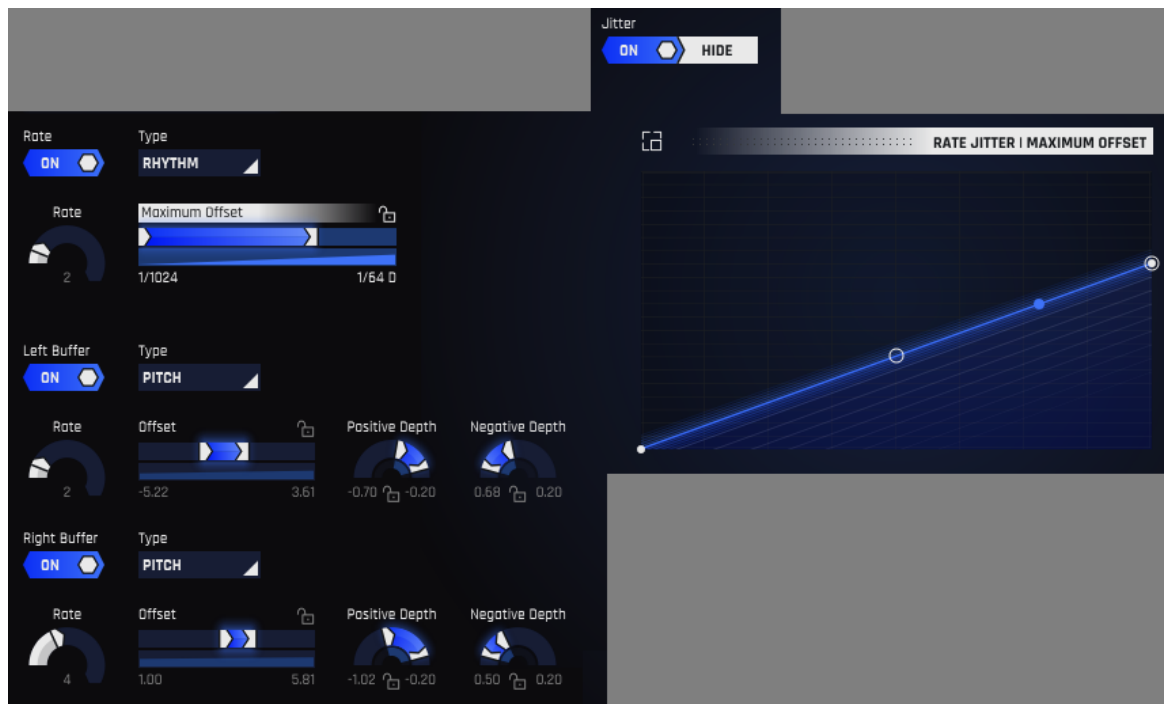 Jitter
ON HIDE
Rate Type
ON RHYTHM
RATE JITTER | MAXIMUM OFFSET
Rate Maximum Offset
2 1/1024 1/64 D
Left Buffer Type
ON PITCH
Rate Offset Positive Depth Negative Depth
2 -5.22 3.61 -0.70 -0.20 0.68 0.20
Right Buffer Type
ON PITCH
Rate Offset Positive Depth Negative Depth
4 1.00 5.81 -1.02 -0.20 0.50 0.20